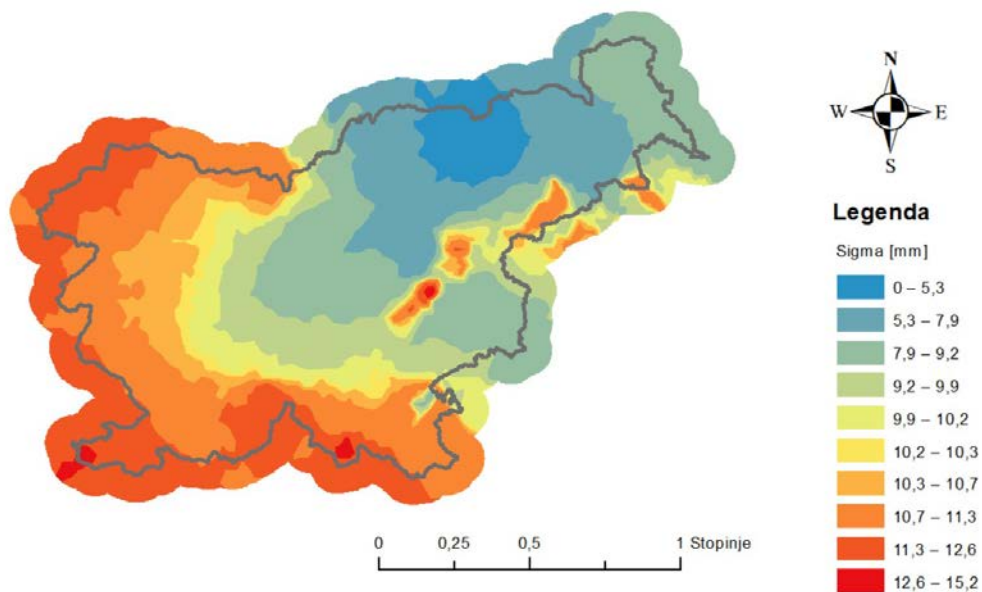 N
W E
S
Legenda
Sigma [mm]
0 – 5,3
5,3 – 7,9
7,9 – 9,2
9,2 – 9,9
9,9 – 10,2
10,2 – 10,3
10,3 – 10,7
10,7 – 11,3
11,3 – 12,6
12,6 – 15,2
0 0,25 0,5 1 Stopinje